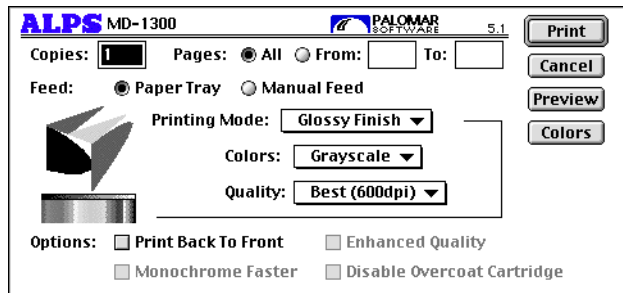 ALPS MD-1300 PALOMAR SOFTWARE 5.1
Print
Copies: 1 Pages: All From: To:
Cancel
Feed: Paper Tray Manual Feed
Preview
Printing Mode: Glossy Finish
Colors
Colors: Grayscale
Quality: Best (600dpi)
Options: Print Back To Front Enhanced Quality
Monochrome Faster Disable Overcoat Cartridge